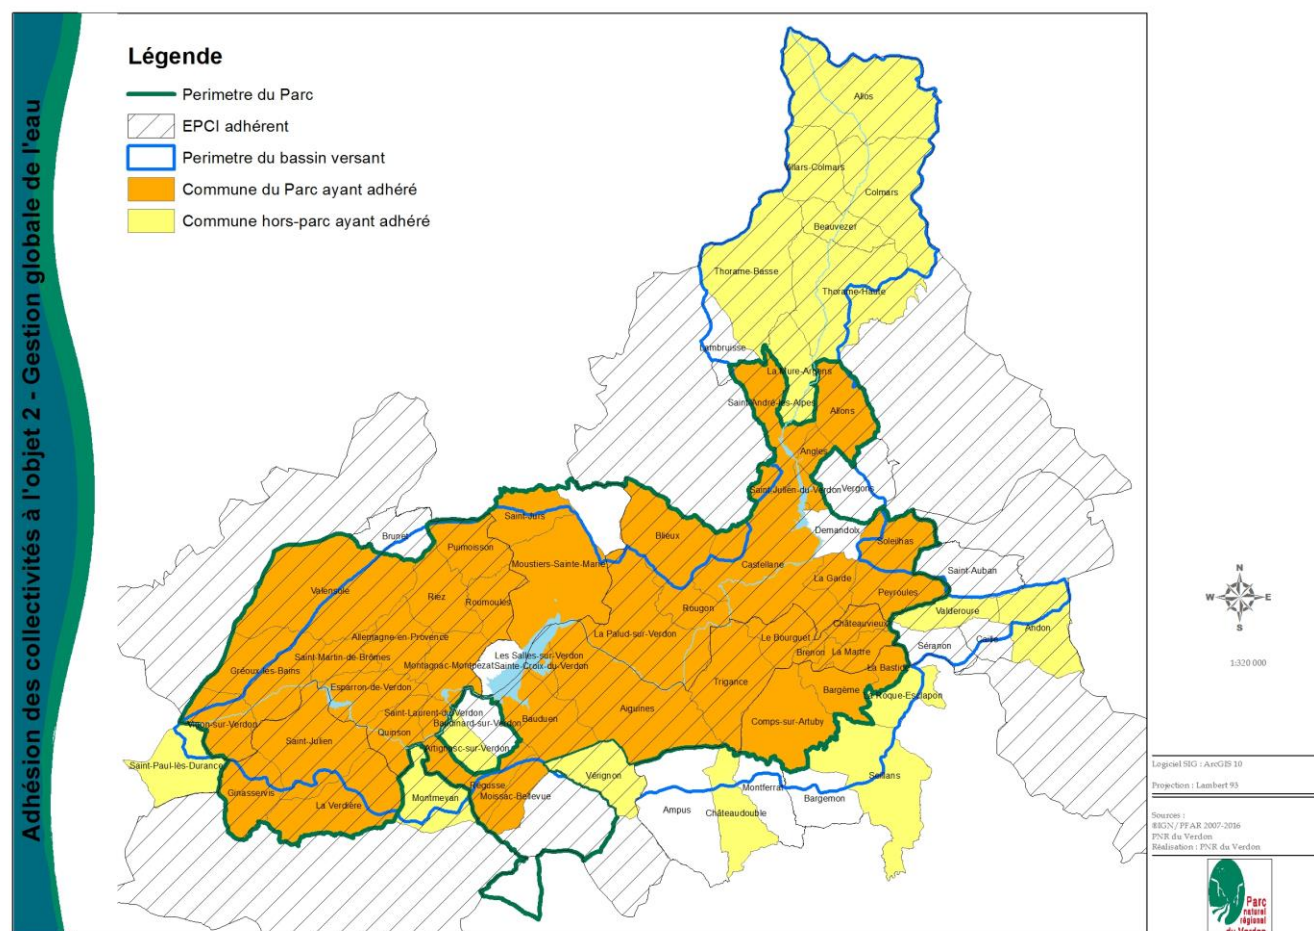 Adhésion des collectivités à l'objet 2 - Gestion globale de l'eau
Légende
Perimetre du Parc
EPCI adhérent
Perimetre du bassin versant
Commune du Parc ayant adhéré
Commune hors-parc ayant adhéré
Allos
Villars-Colmars
Colmars
Beauvezer
Thorame-Basse
Thorame-Haute
Lambruisse
La Mure-Argens
Saint-André-les-Alpes
Allons
Angles
Saint-Julien-du-Verdon
Vergons
Demandolx
Soleilhas
Saint-Jurs
Brunet
Puimoisson
Blieux
Moustiers-Sainte-Marie
Castellane
Saint-Auban
La Garde
Peyroules
Valensole
Riez
Roumoules
Rougon
Valderoure
Andon
Châteauvieux
Allemagne-en-Provence
La Palud-sur-Verdon
Le Bourguet
Caille
Séranon
Brenon
La Martre
Saint-Martin-de-Brômes
Les Salles-sur-Verdon
Montagnac-Montpezat
Sainte-Croix-du-Verdon
La Bastide
Gréoux-les-Bains
Esparron-de-Verdon
Trigance
Bargème
La Roque-Esclapon
Saint-Laurent-du-Verdon
Aiguines
Vinon-sur-Verdon
Baudinard-sur-Verdon
Bauduen
Comps-sur-Artuby
Quinson
Saint-Julien
Artignosc-sur-Verdon
Saint-Paul-lès-Durance
Vérignon
Seillans
Régusse
Ginasservis
Montmeyan
Moissac-Bellevue
Montferrat
La Verdière
Bargemon
Ampus
Châteaudouble
N
W
E
S
1:320 000
Logiciel SIG : ArcGIS 10
Projection : Lambert 93
Sources :
®IGN/PFAR 2007-2016
PNR du Verdon
Réalisation : PNR du Verdon
Parc
naturel
régional
du Verdon